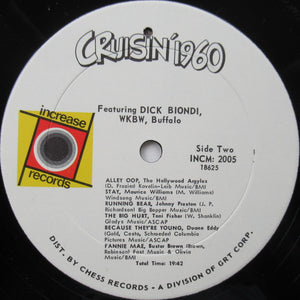 CRUISIN' 1960
Featuring DICK BIONDI,
WKBW, Buffalo
increase
records
Side Two
INCM: 2005
18625
ALLEY OOP, The Hollywood Argyles
(D. Frazier) Kavelin-Leib Music/BMI
STAY, Maurice Williams (M. Williams)
Windsong Music/BMI
RUNNING BEAR, Johnny Preston (J. P.
Richardson) Big Bopper Music/BMI
THE BIG HURT, Toni Fisher (W. Shanklin)
Gladys Music/ASCAP
BECAUSE THEY'RE YOUNG, Duane Eddy
(Gold, Costa, Schroeder) Columbia
Pictures Music/ASCAP
FANNIE MAE, Buster Brown (Brown,
Robinson) Fast Music & Olivia
Music/BMI
Total Time: 19:42
DIST. BY CHESS RECORDS - A DIVISION OF GRT CORP.